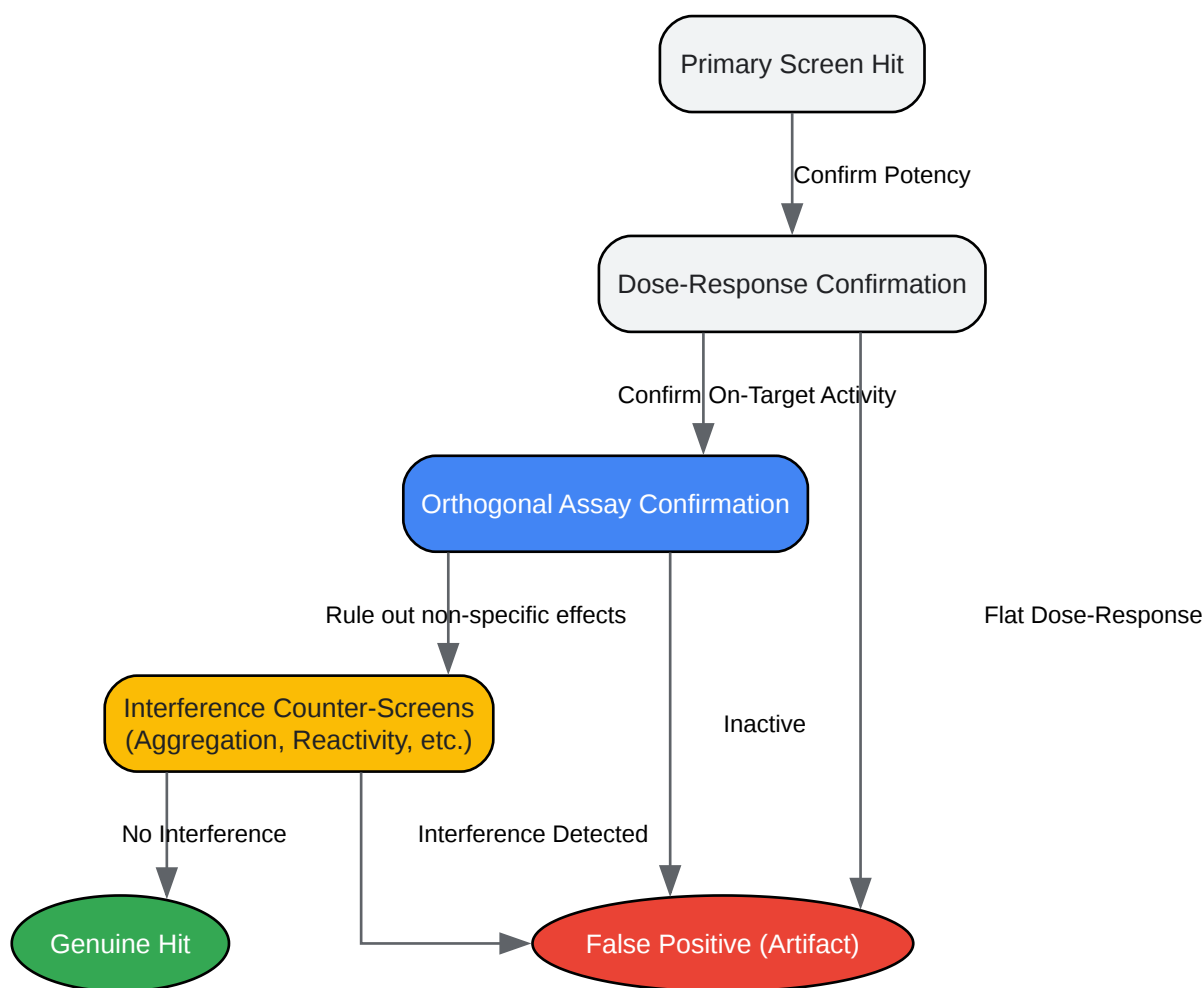 Primary Screen Hit
Confirm Potency
Dose-Response Confirmation
Confirm On-Target Activity
Orthogonal Assay Confirmation
Rule out non-specific effects
Flat Dose-Response
Interference Counter-Screens
(Aggregation, Reactivity, etc.)
Inactive
No Interference
Interference Detected
Genuine Hit
False Positive (Artifact)